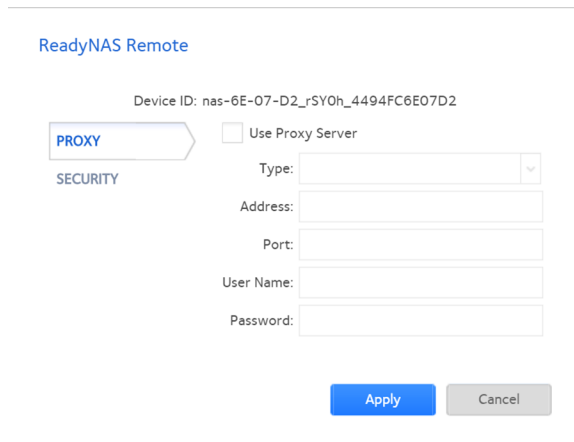 ReadyNAS Remote
Device ID: nas-6E-07-D2_rSY0h_4494FC6E07D2
PROXY
Use Proxy Server
SECURITY
Type:
Address:
Port:
User Name:
Password:
Apply
Cancel